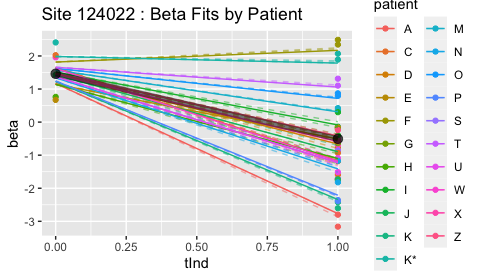 Site 124022 : Beta Fits by Patient
beta
2
1
0
-1
-2
-3
0.00 0.25 0.50 0.75 1.00
tInd
patient
A
C
D
E
F
G
H
I
J
K
K*
M
N
O
P
S
T
U
W
X
Z